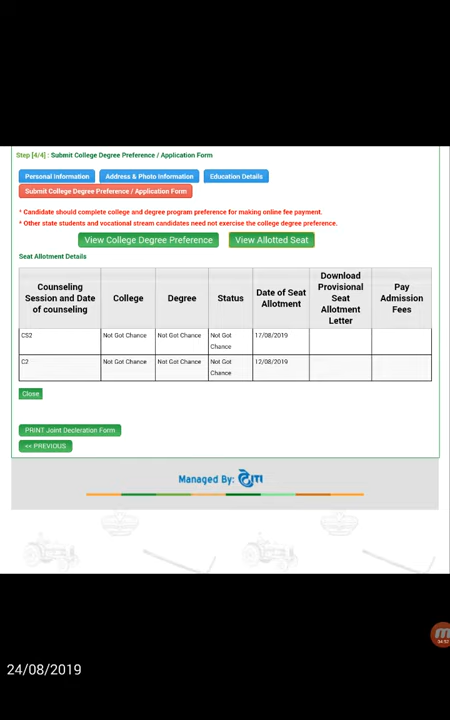 Step [4/4] : Submit College Degree Preference / Application Form
Personal Information Address & Photo Information Education Details
Submit College Degree Preference / Application Form
* Candidate should complete college and degree program preference for making online fee payment.
* Other state students and vocational stream candidates need not exercise the college degree preference.
View College Degree Preference View Allotted Seat
Seat Allotment Details
Counseling Session and Date of counseling College Degree Status Date of Seat Allotment Download Provisional Seat Allotment Letter Pay Admission Fees
CS2 Not Got Chance Not Got Chance Not Got Chance 17/08/2019
C2 Not Got Chance Not Got Chance Not Got Chance 12/08/2019
Close
PRINT Joint Decleration Form
<< PREVIOUS
Managed By: ITI
24/08/2019